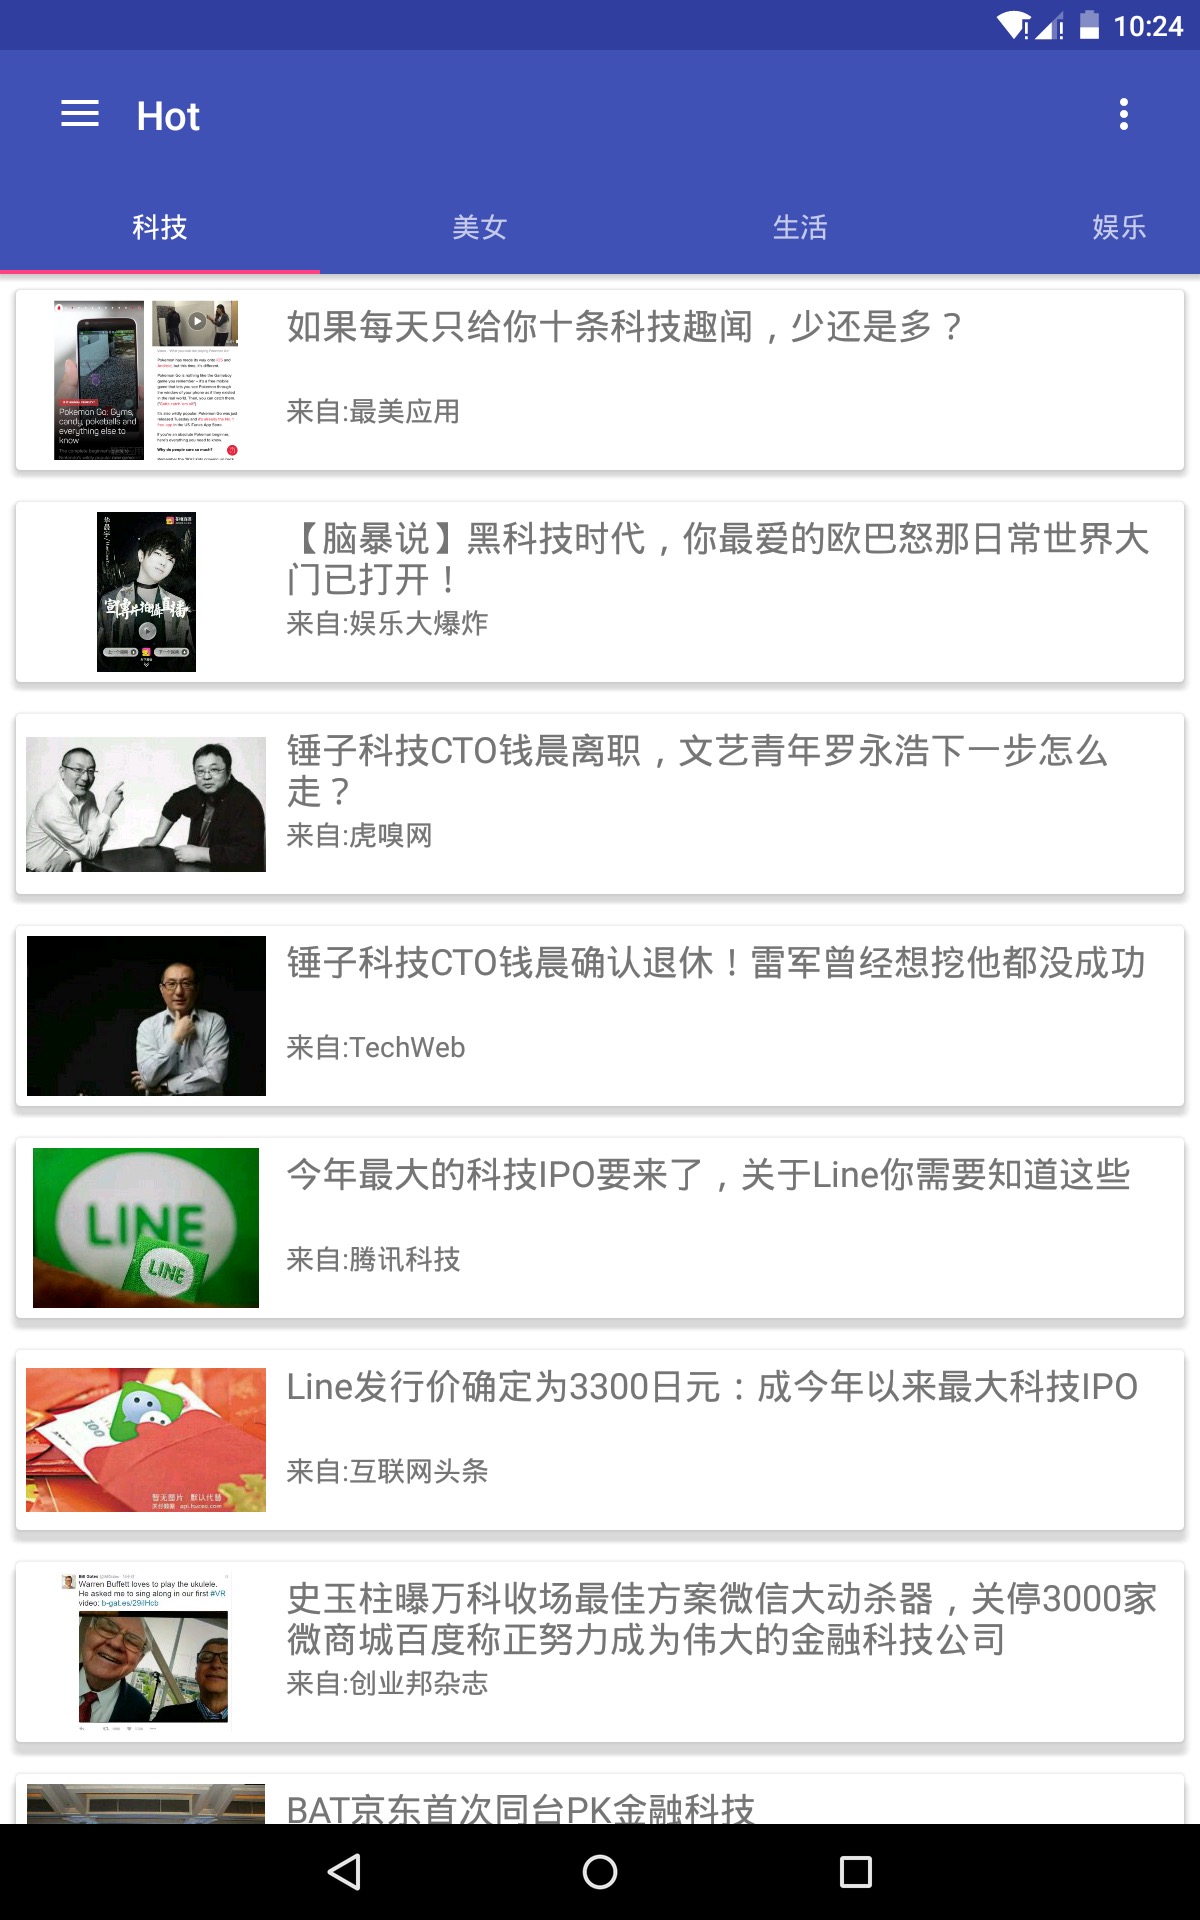 10:24
Hot
科技
美女
生活
娱乐
如果每天只给你十条科技趣闻，少还是多？
来自:最美应用
Pokemon Go: Gyms,
candy, pokeballs and
everything else to
know
【脑暴说】黑科技时代，你最爱的欧巴怒那日常世界大
门已打开！
来自:娱乐大爆炸
锤子科技CTO钱晨离职，文艺青年罗永浩下一步怎么
走？
来自:虎嗅网
锤子科技CTO钱晨确认退休！雷军曾经想挖他都没成功
来自:TechWeb
LINE
LINE
今年最大的科技IPO要来了，关于Line你需要知道这些
来自:腾讯科技
100
暂无图片 默认代替
Line发行价确定为3300日元：成今年以来最大科技IPO
来自:互联网头条
Bill Gates
Warren Buffett loves to play the ukulele.
He asked me to sing along in our first #VR
video: b-gat.es/29ilHcb
史玉柱曝万科收场最佳方案微信大动杀器，关停3000家
微商城百度称正努力成为伟大的金融科技公司
来自:创业邦杂志
BAT京东首次同台PK金融科技